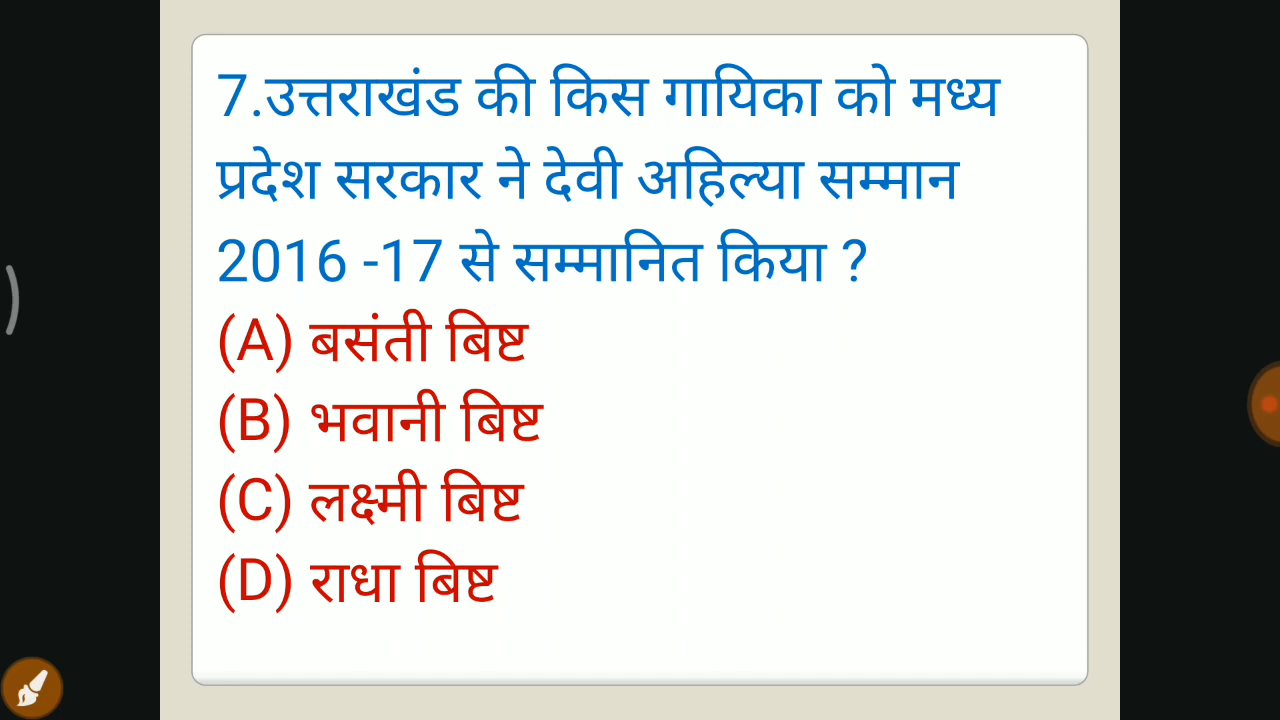 7.उत्तराखंड की किस गायिका को मध्य
प्रदेश सरकार ने देवी अहिल्या सम्मान
2016 -17 से सम्मानित किया ?
(A) बसंती बिष्ट
(B) भवानी बिष्ट
(C) लक्ष्मी बिष्ट
(D) राधा बिष्ट